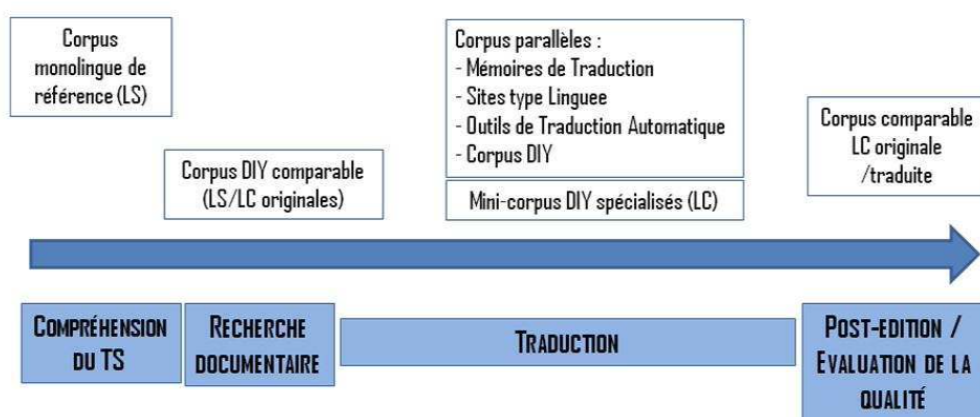 Corpus
monolingue de
référence (LS)
Corpus DIY comparable
(LS/LC originales)
Corpus parallèles :
- Mémoires de Traduction
- Sites type Linguee
- Outils de Traduction Automatique
- Corpus DIY
Mini-corpus DIY spécialisés (LC)
Corpus comparable
LC originale
/traduite
COMPRÉHENSION
DU TS
RECHERCHE
DOCUMENTAIRE
TRADUCTION
POST-EDITION /
EVALUATION DE LA
QUALITÉ